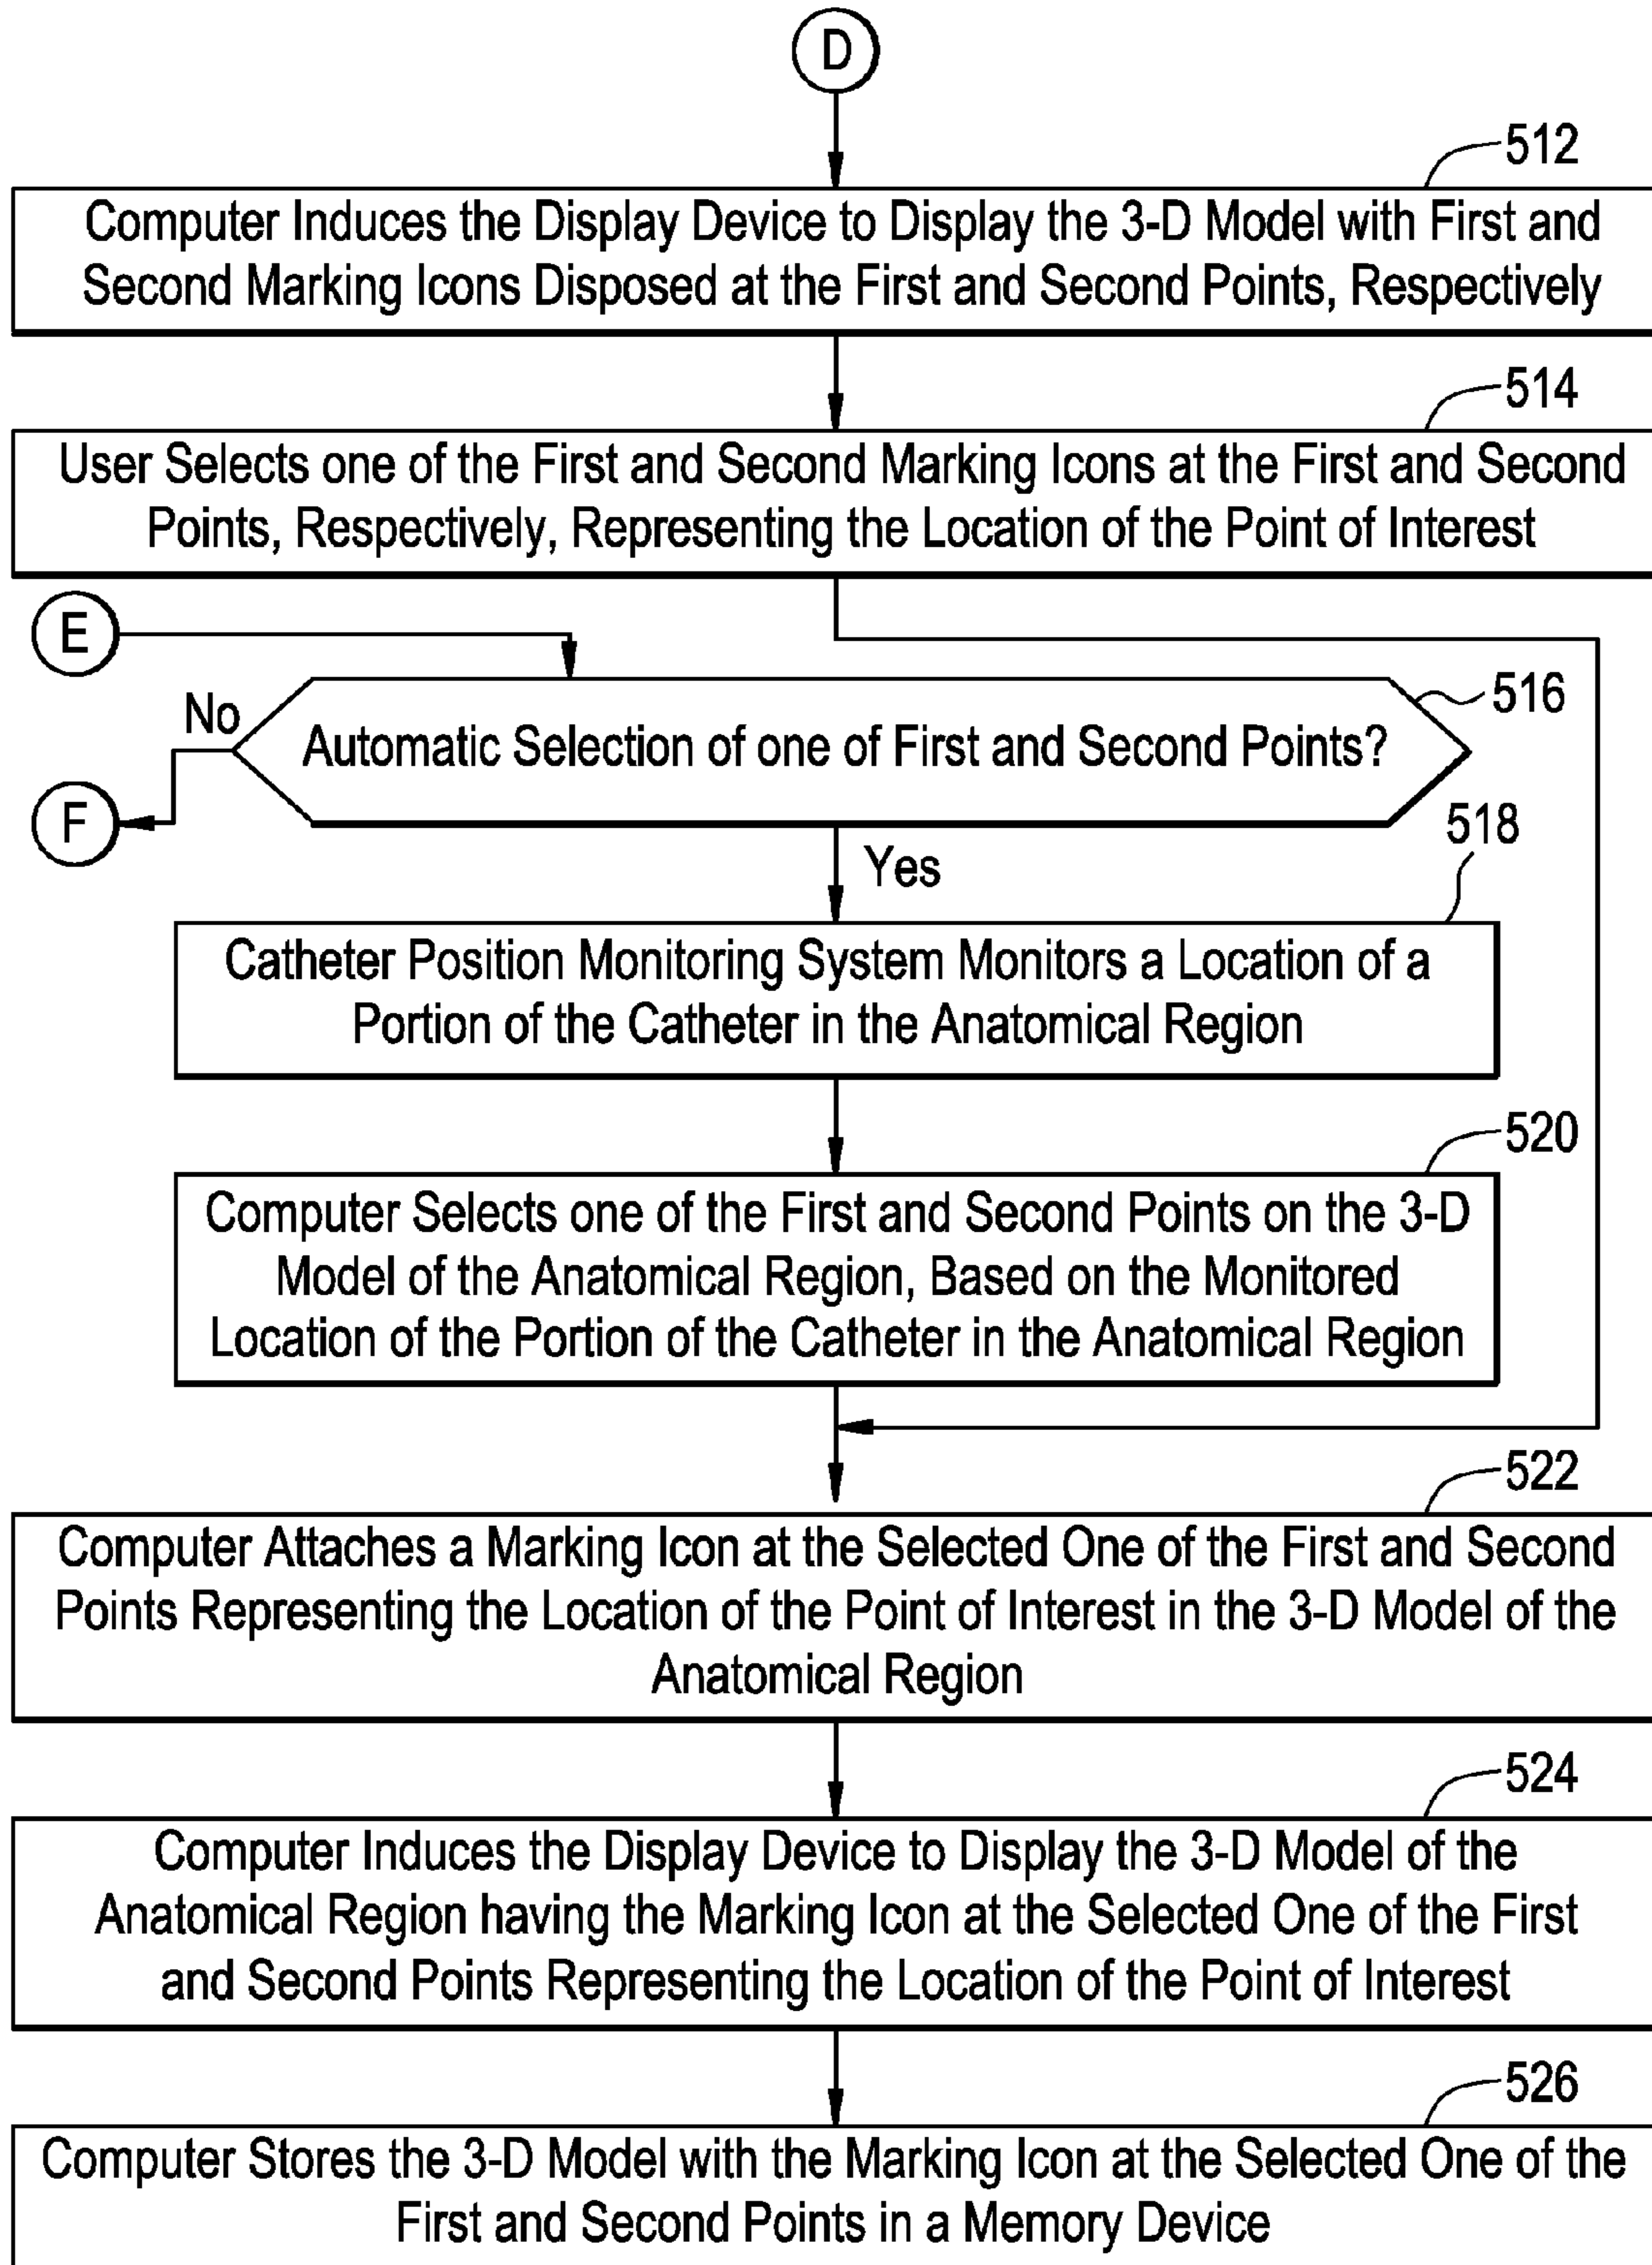 D
512
Computer Induces the Display Device to Display the 3-D Model with First and
Second Marking Icons Disposed at the First and Second Points, Respectively
514
User Selects one of the First and Second Marking Icons at the First and Second
Points, Respectively, Representing the Location of the Point of Interest
E
516
No
Automatic Selection of one of First and Second Points?
F
518
Yes
Catheter Position Monitoring System Monitors a Location of a
Portion of the Catheter in the Anatomical Region
520
Computer Selects one of the First and Second Points on the 3-D
Model of the Anatomical Region, Based on the Monitored
Location of the Portion of the Catheter in the Anatomical Region
522
Computer Attaches a Marking Icon at the Selected One of the First and Second
Points Representing the Location of the Point of Interest in the 3-D Model of the
Anatomical Region
524
Computer Induces the Display Device to Display the 3-D Model of the
Anatomical Region having the Marking Icon at the Selected One of the First
and Second Points Representing the Location of the Point of Interest
526
Computer Stores the 3-D Model with the Marking Icon at the Selected One of the
First and Second Points in a Memory Device